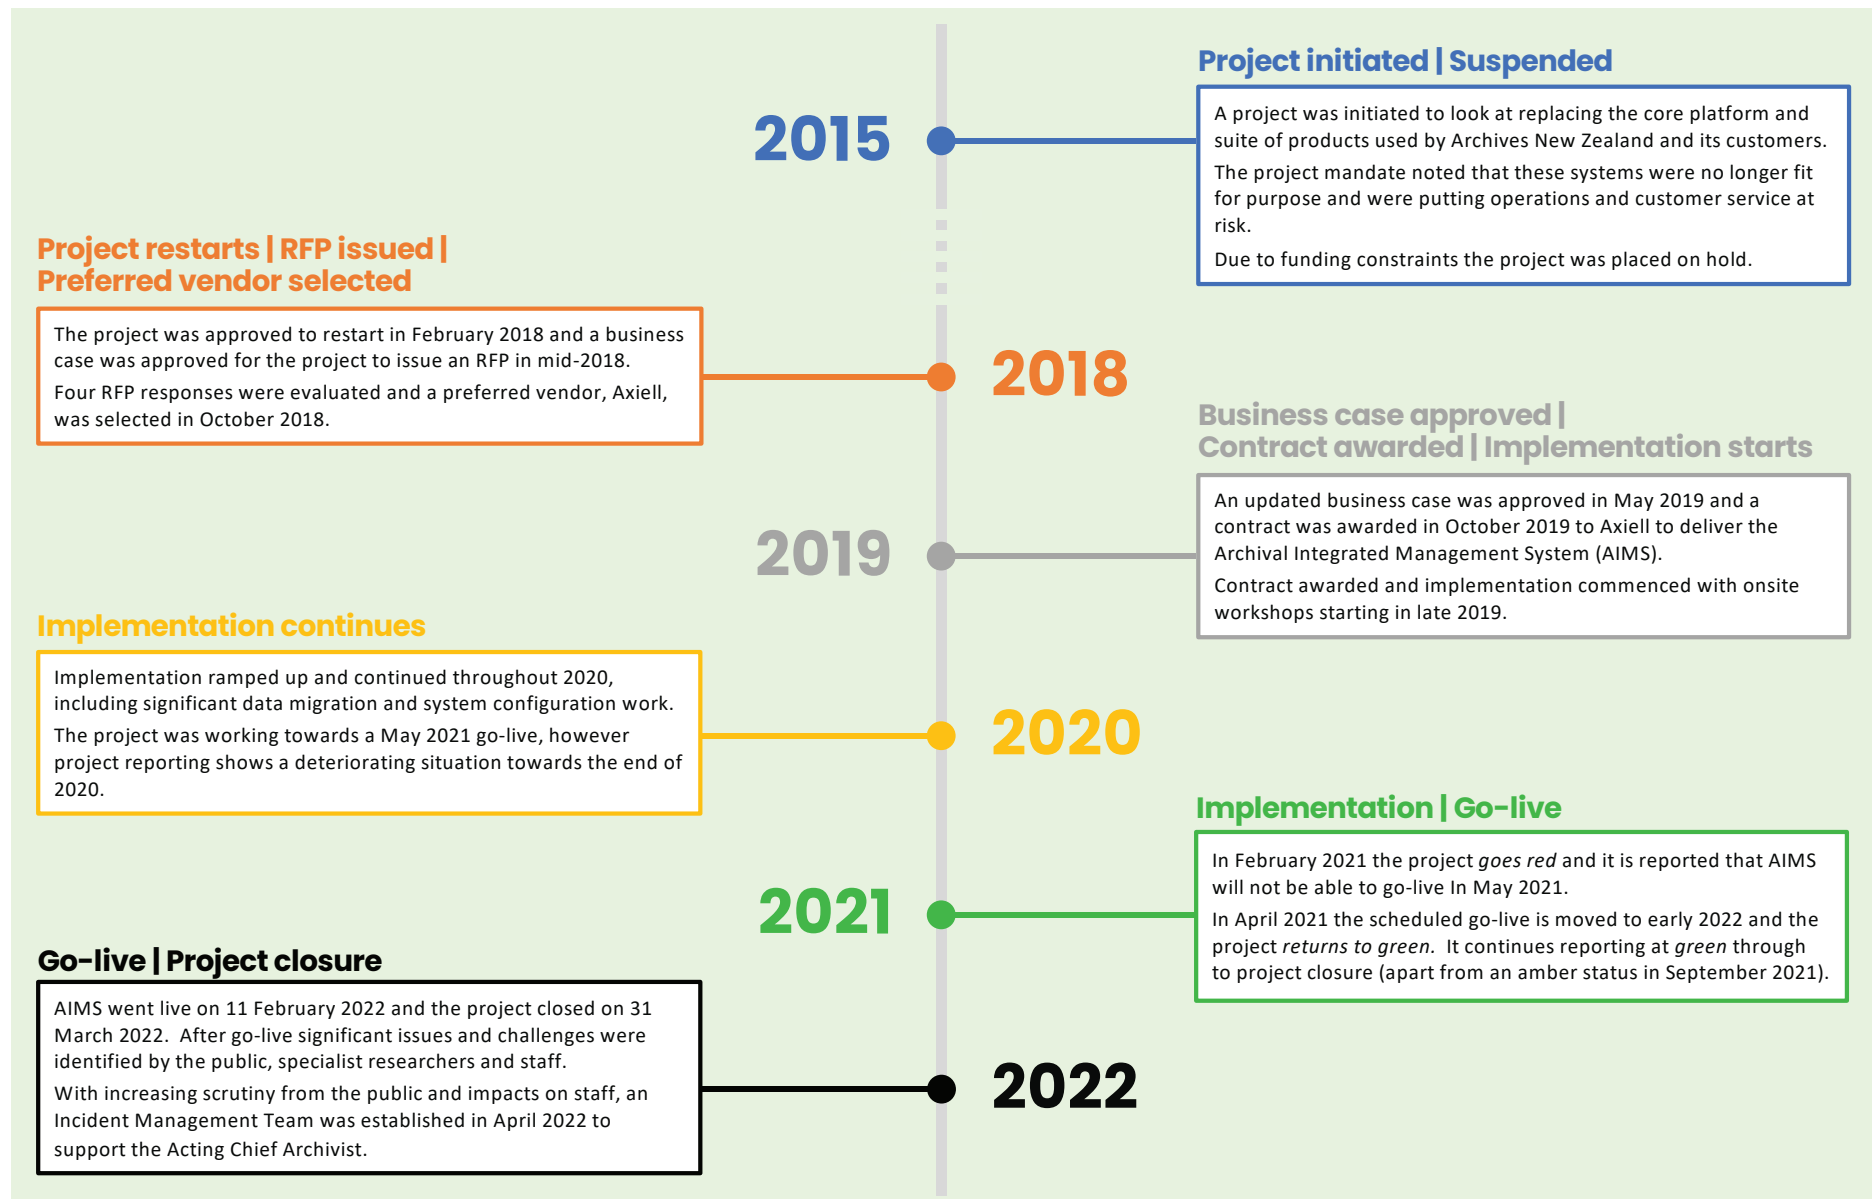 Project initiated | Suspended
2015
A project was initiated to look at replacing the core platform and
suite of products used by Archives New Zealand and its customers.
The project mandate noted that these systems were no longer fit
for purpose and were putting operations and customer service at
risk.
Due to funding constraints the project was placed on hold.
Project restarts | RFP issued |
Preferred vendor selected
The project was approved to restart in February 2018 and a business
case was approved for the project to issue an RFP in mid-2018.
Four RFP responses were evaluated and a preferred vendor, Axiell,
was selected in October 2018.
2018
Business case approved |
Contract awarded | Implementation starts
2019
An updated business case was approved in May 2019 and a
contract was awarded in October 2019 to Axiell to deliver the
Archival Integrated Management System (AIMS).
Contract awarded and implementation commenced with onsite
workshops starting in late 2019.
Implementation continues
Implementation ramped up and continued throughout 2020,
including significant data migration and system configuration work.
The project was working towards a May 2021 go-live, however
project reporting shows a deteriorating situation towards the end of
2020.
2020
Implementation | Go-live
2021
In February 2021 the project goes red and it is reported that AIMS
will not be able to go-live In May 2021.
In April 2021 the scheduled go-live is moved to early 2022 and the
project returns to green.  It continues reporting at green through
to project closure (apart from an amber status in September 2021).
Go-live | Project closure
AIMS went live on 11 February 2022 and the project closed on 31
March 2022.  After go-live significant issues and challenges were
identified by the public, specialist researchers and staff.
With increasing scrutiny from the public and impacts on staff, an
Incident Management Team was established in April 2022 to
support the Acting Chief Archivist.
2022